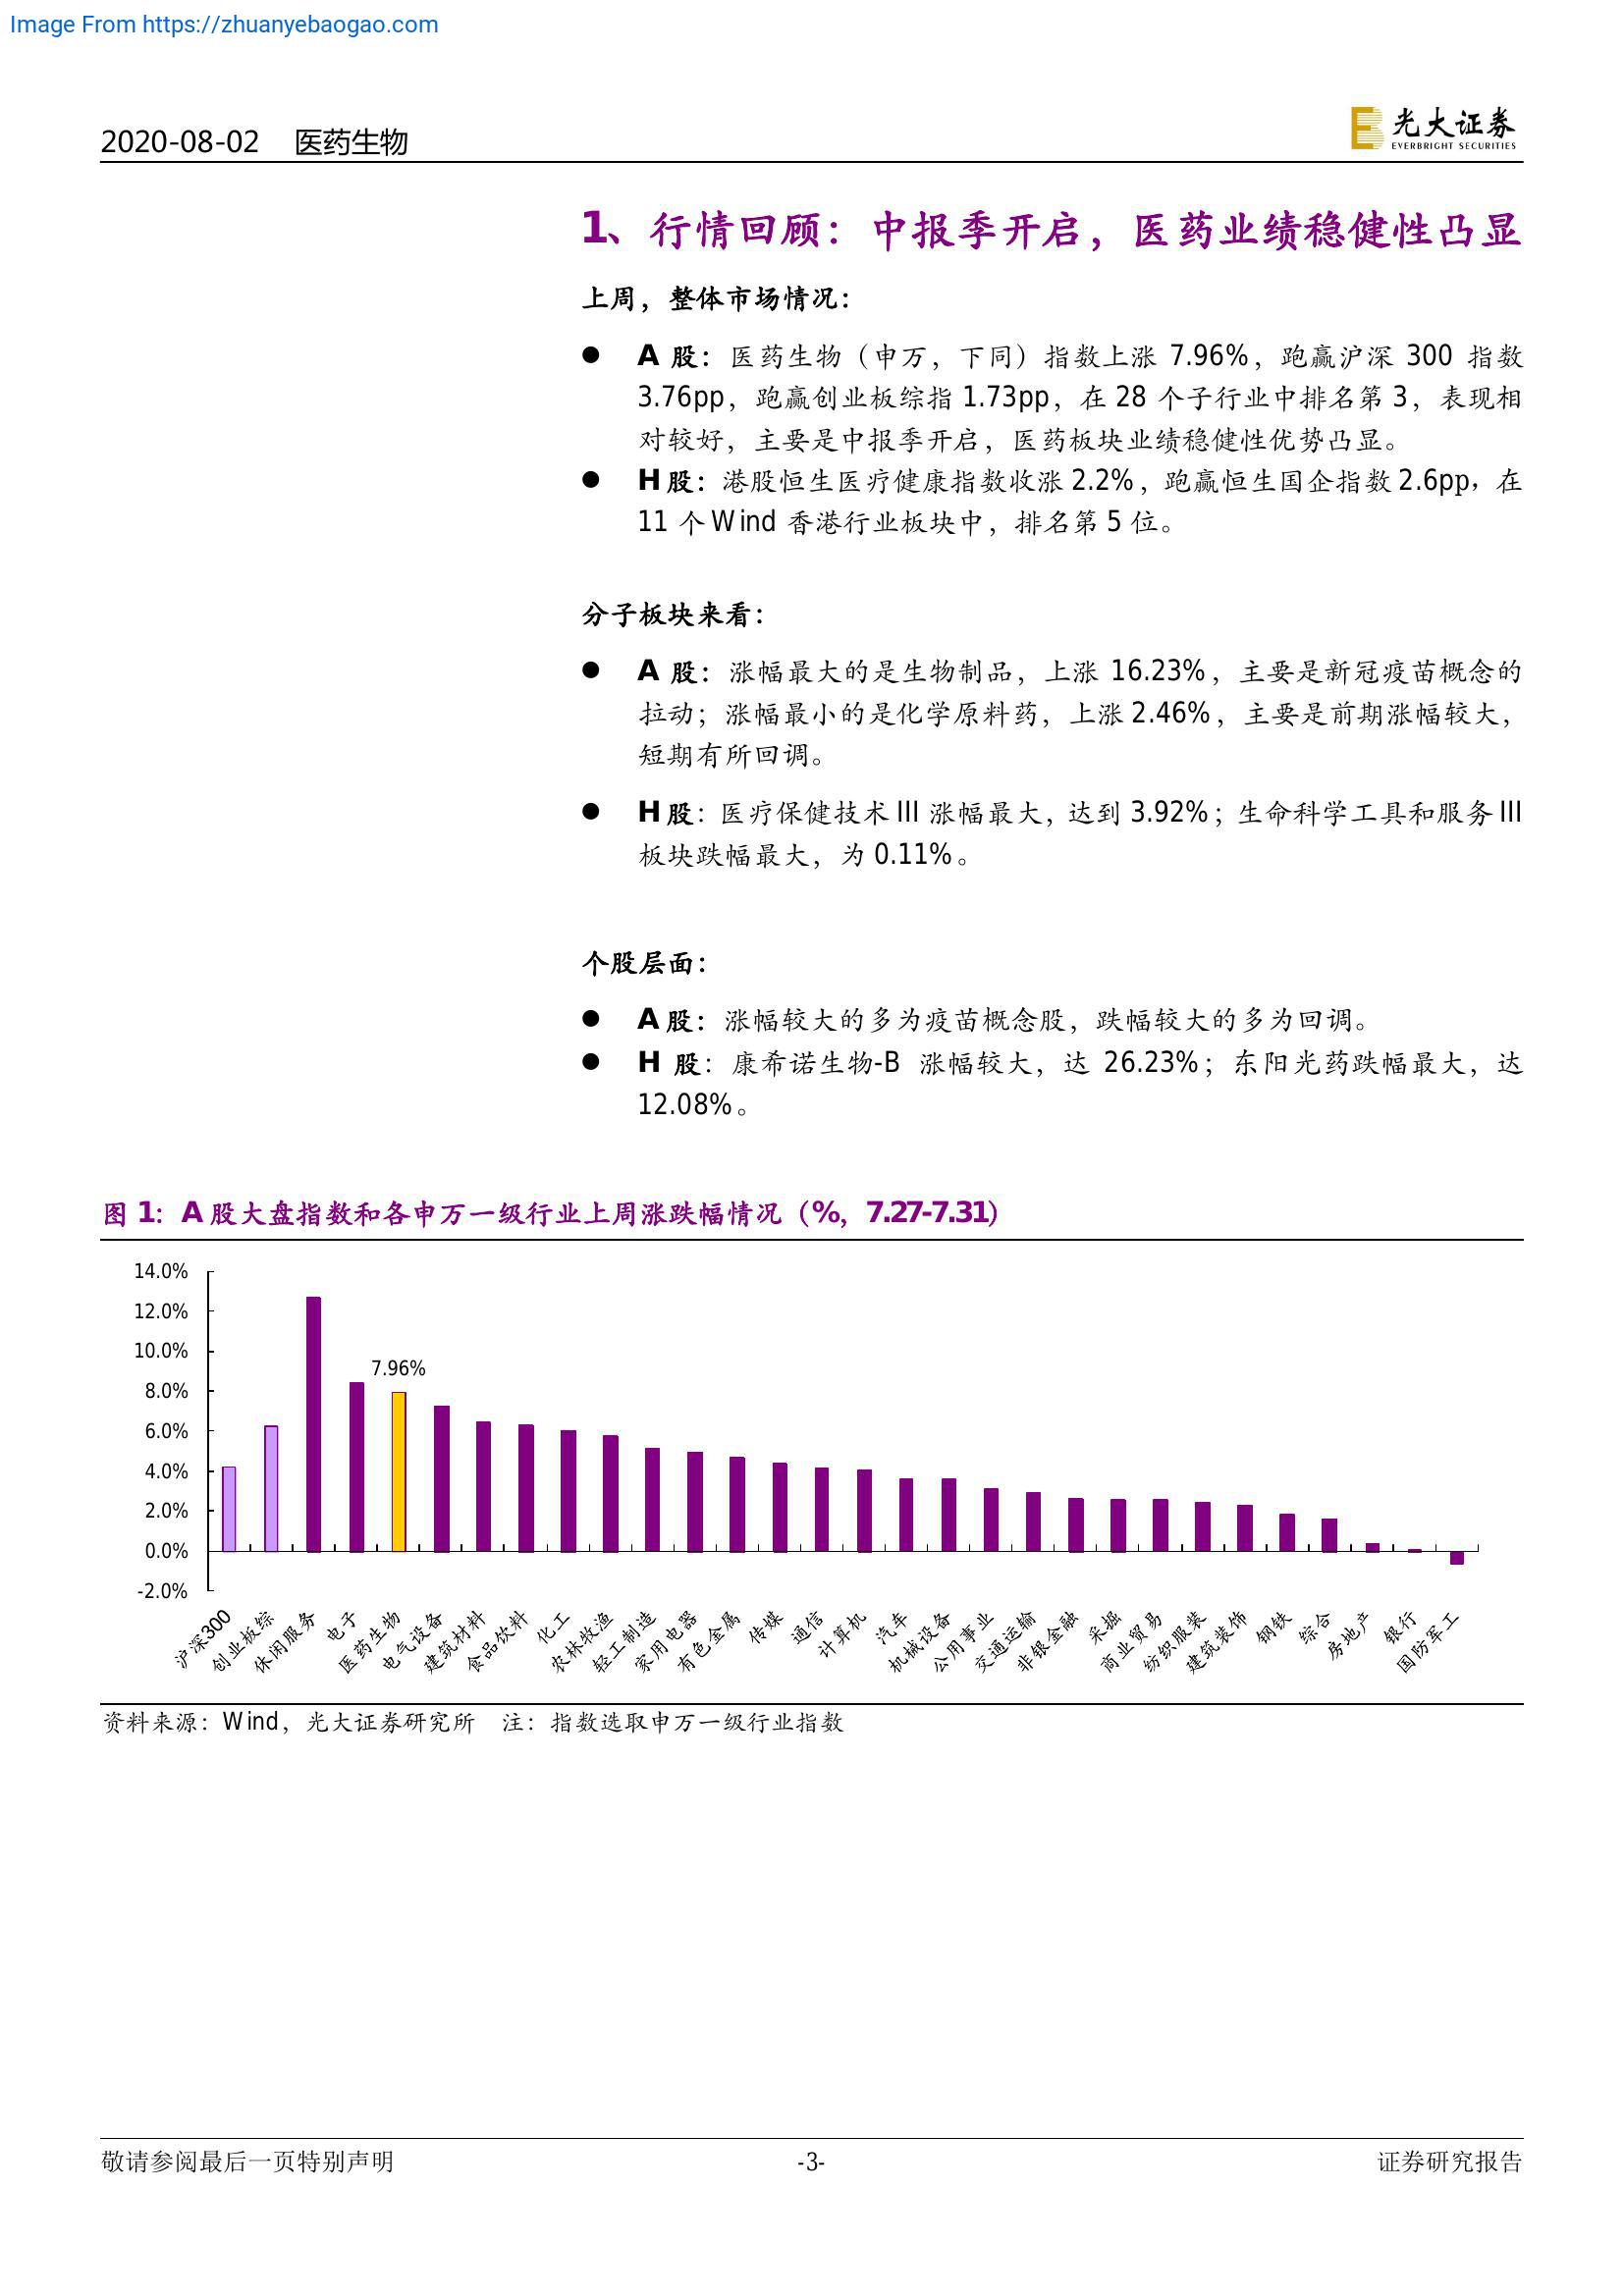 Image From https://zhuanyebaogao.com
2020-08-02 医药生物
光大证券
EVERBRIGHT SECURITIES
1、行情回顾：中报季开启，医药业绩稳健性凸显
上周，整体市场情况：
● A 股：医药生物（申万，下同）指数上涨 7.96%，跑赢沪深 300 指数
3.76pp，跑赢创业板综指 1.73pp，在 28 个子行业中排名第 3，表现相
对较好，主要是中报季开启，医药板块业绩稳健性优势凸显。
● H 股：港股恒生医疗健康指数收涨 2.2%，跑赢恒生国企指数 2.6pp，在
11 个 Wind 香港行业板块中，排名第 5 位。
分子板块来看：
● A 股：涨幅最大的是生物制品，上涨 16.23%，主要是新冠疫苗概念的
拉动；涨幅最小的是化学原料药，上涨 2.46%，主要是前期涨幅较大，
短期有所回调。
● H 股：医疗保健技术 III 涨幅最大，达到 3.92%；生命科学工具和服务 III
板块跌幅最大，为 0.11%。
个股层面：
● A 股：涨幅较大的多为疫苗概念股，跌幅较大的多为回调。
● H 股：康希诺生物-B 涨幅较大，达 26.23%；东阳光药跌幅最大，达
12.08%。
图 1：A 股大盘指数和各申万一级行业上周涨跌幅情况（%，7.27-7.31）
14.0%
12.0%
10.0%
8.0%
6.0%
4.0%
2.0%
0.0%
-2.0%
7.96%
沪深300
创业板综
休闲服务
电子
医药生物
电气设备
建筑材料
食品饮料
化工
农林牧渔
轻工制造
家用电器
有色金属
传媒
通信
计算机
汽车
机械设备
公用事业
交通运输
非银金融
采掘
商业贸易
纺织服装
建筑装饰
钢铁
综合
房地产
银行
国防军工
资料来源：Wind，光大证券研究所 注：指数选取申万一级行业指数
敬请参阅最后一页特别声明 -3- 证券研究报告